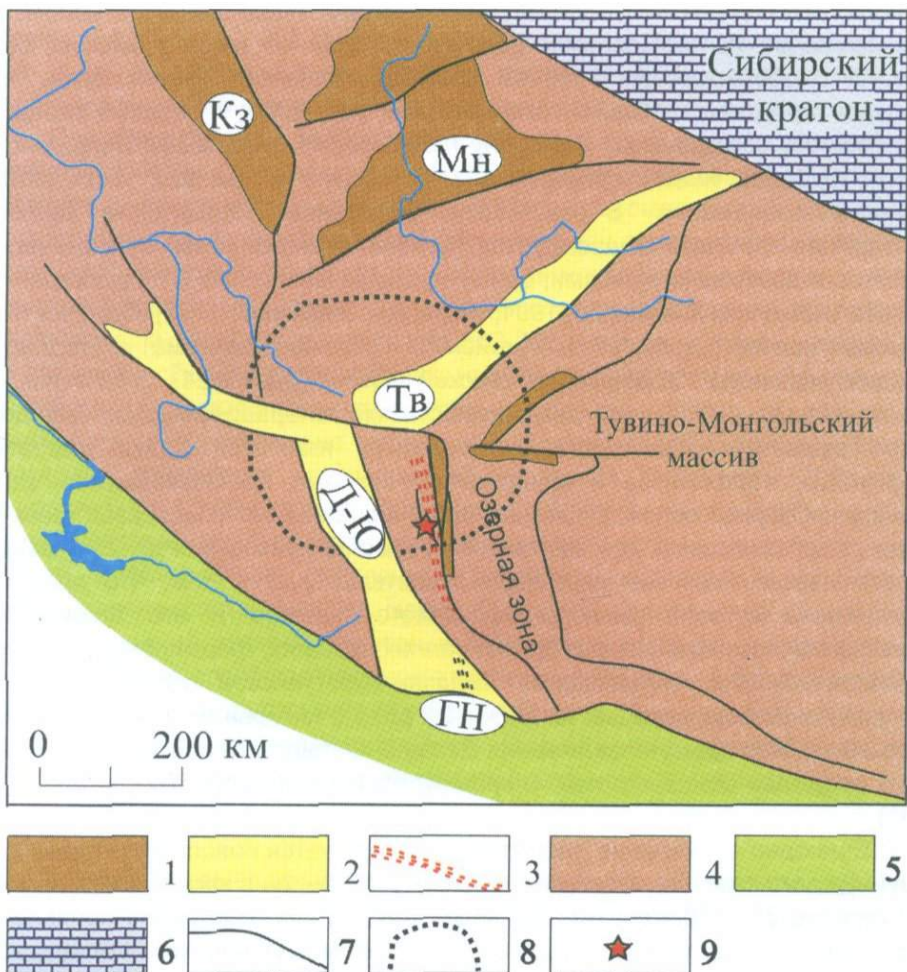 Сибирский
кратон
Кз
Мн
Тв
Тувино-Монгольский
массив
Д-Ю
Озерная зона
ГН
0 200 км
1 2 3 4 5
6 7 8 9